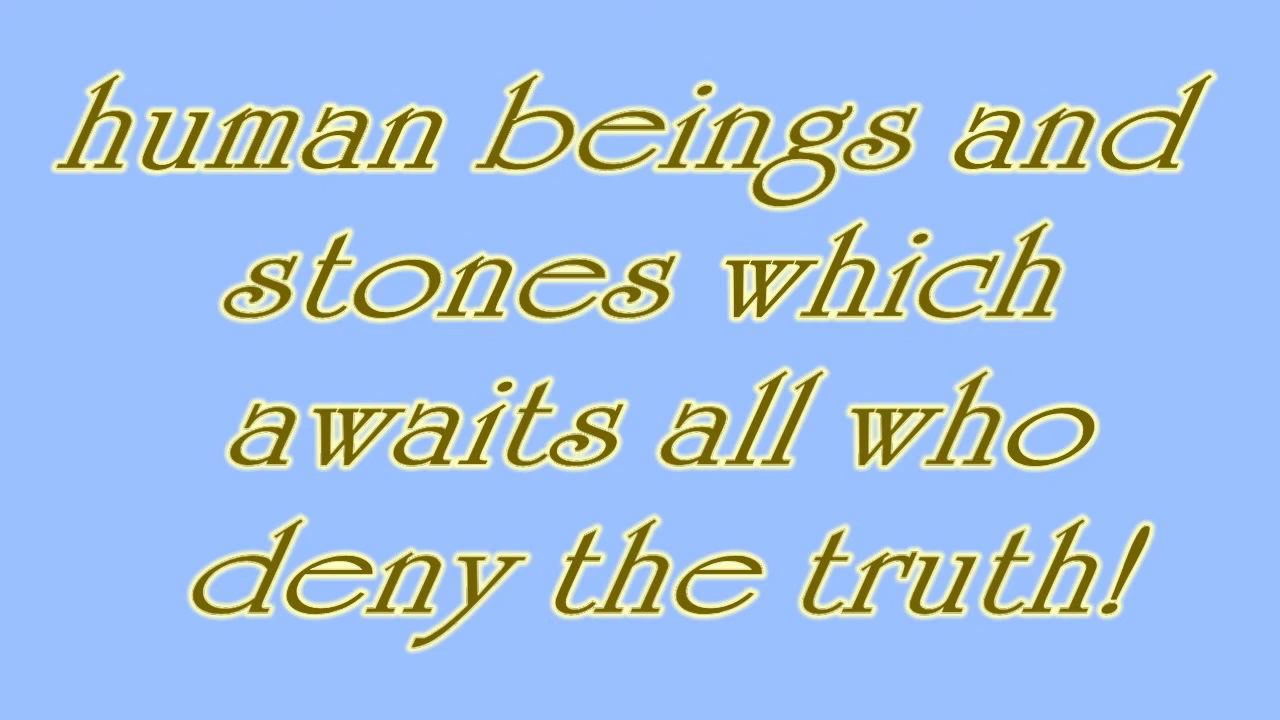 human beings and
stones which
awaits all who
deny the truth!